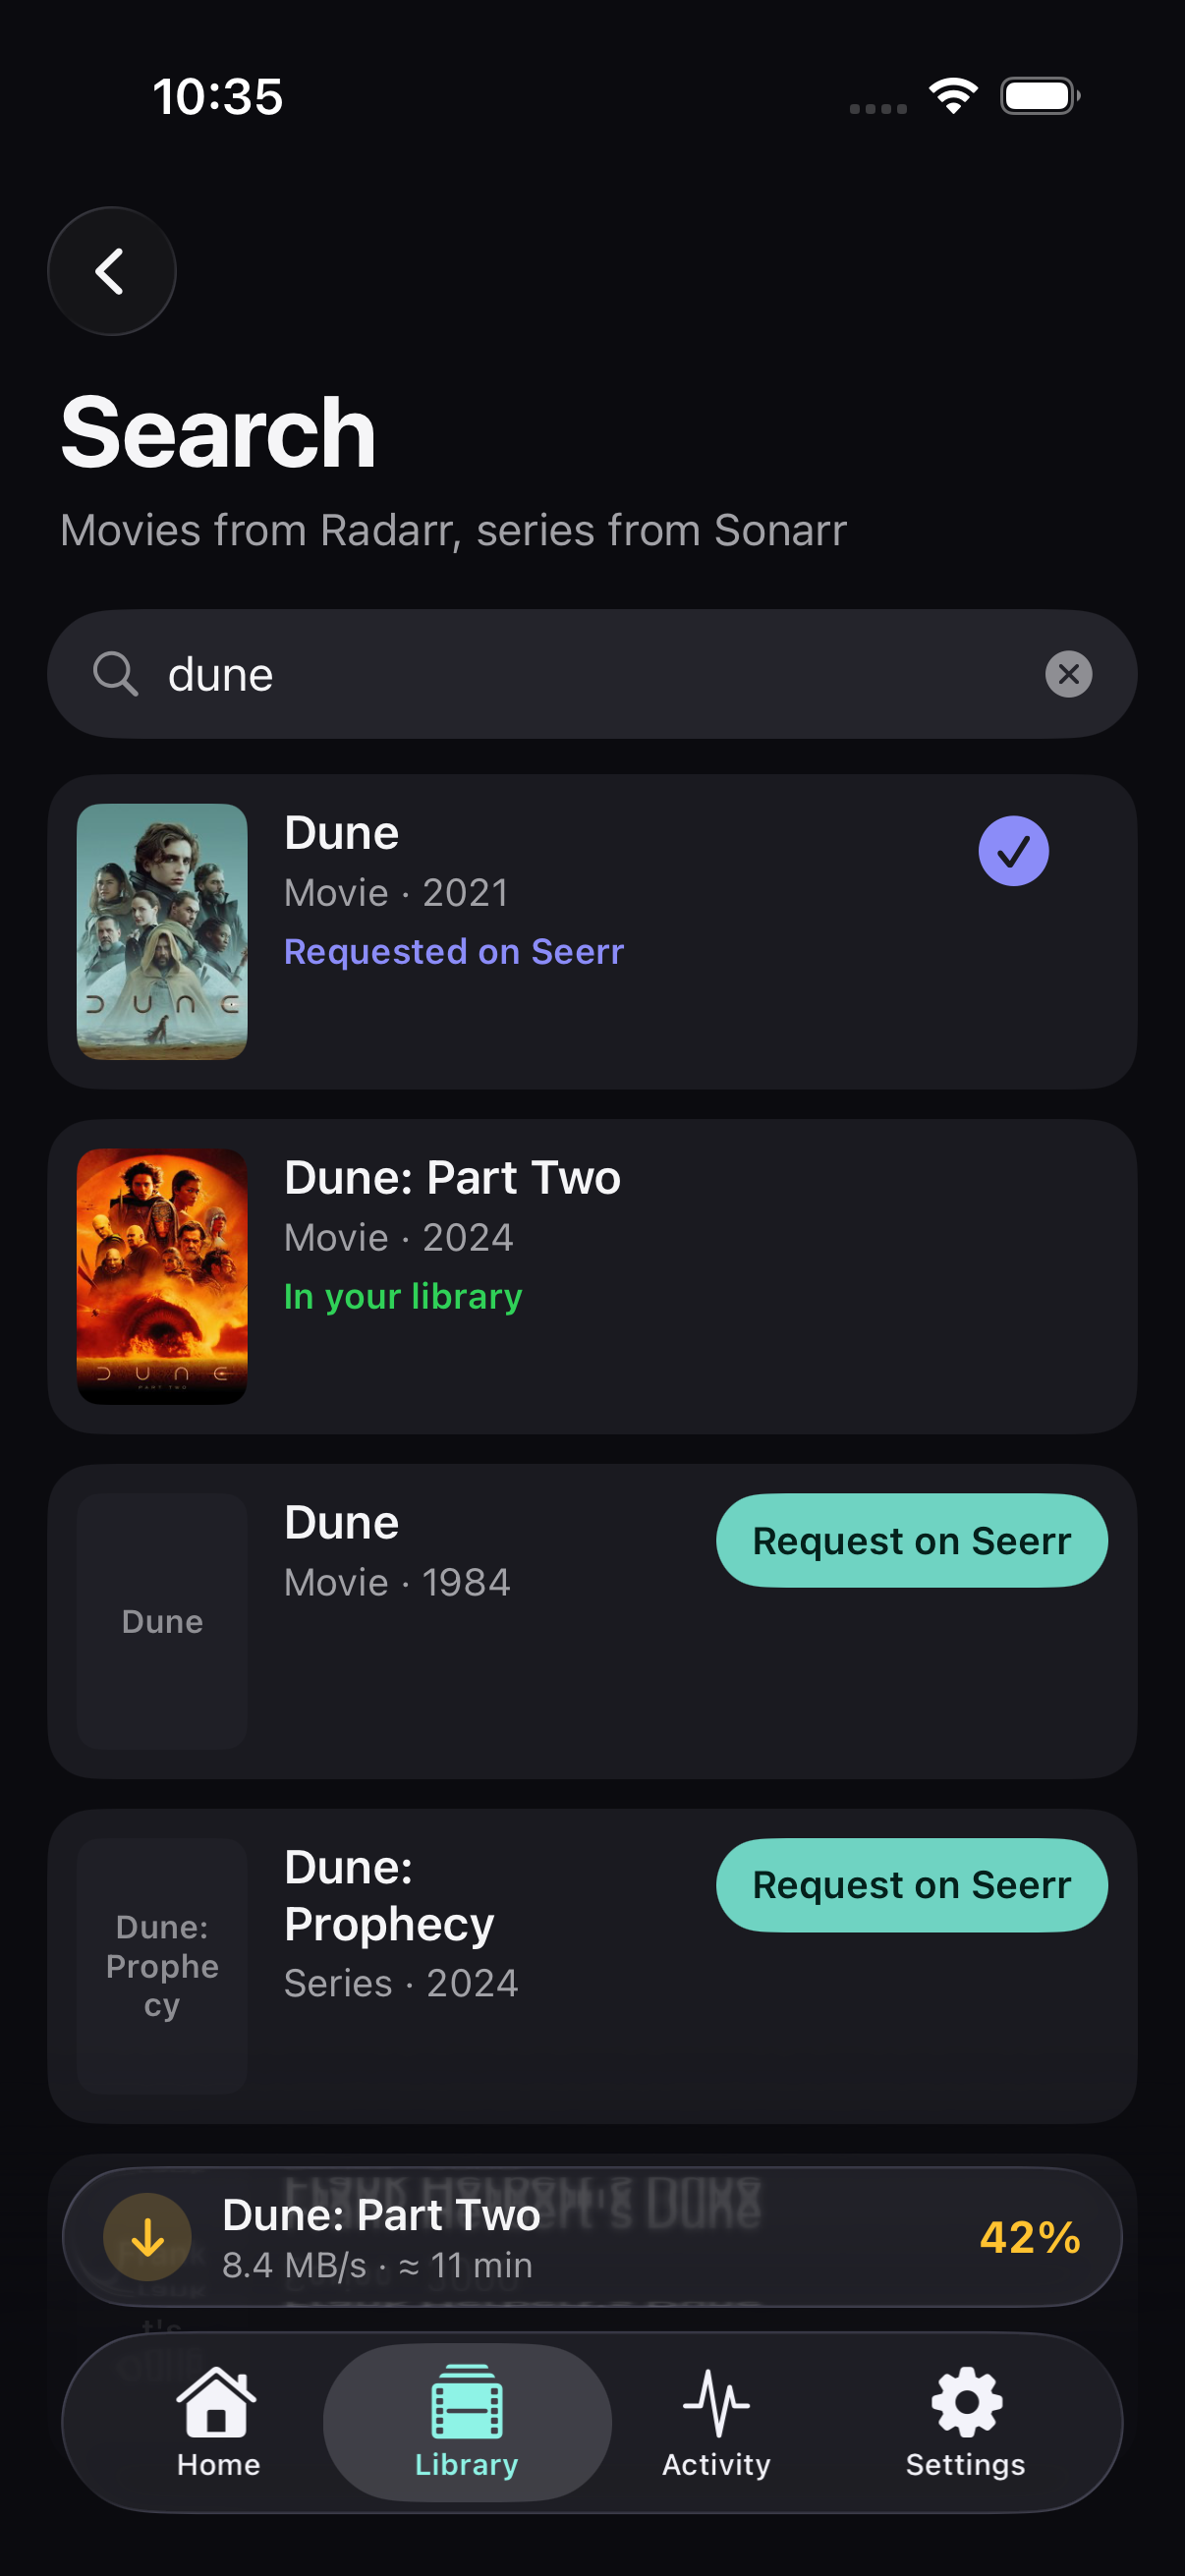 10:35
Search
Movies from Radarr, series from Sonarr
dune
Dune
Movie · 2021
Requested on Seerr
DUNE
Dune: Part Two
Movie · 2024
In your library
DUNE
PART TWO
Dune
Movie · 1984
Request on Seerr
Dune
Dune:
Prophecy
Series · 2024
Request on Seerr
Dune:
Prophe
cy
Dune: Part Two
8.4 MB/s · ≈ 11 min
42%
Home
Library
Activity
Settings